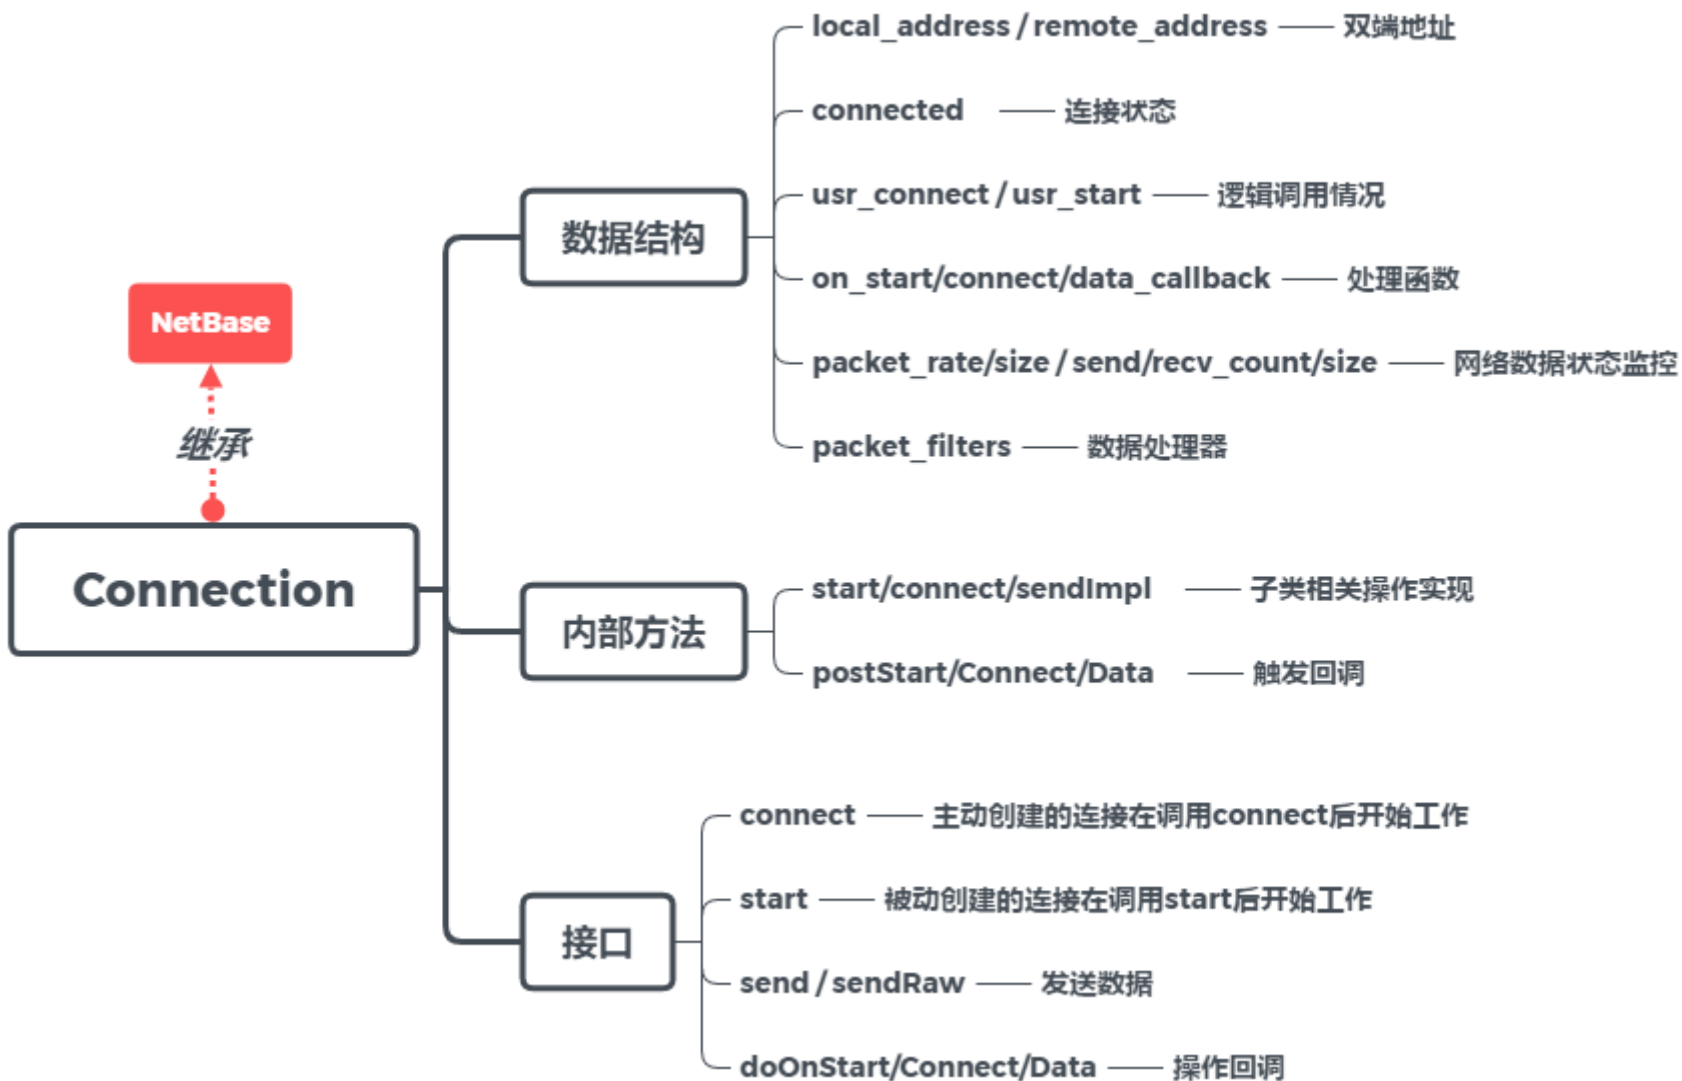 local_address / remote_address 双端地址
connected 连接状态
usr_connect / usr_start 逻辑调用情况
数据结构
on_start/connect/data_callback 处理函数
NetBase
packet_rate/size / send/recv_count/size 网络数据状态监控
继承
packet_filters 数据处理器
Connection
start/connect/sendImpl 子类相关操作实现
内部方法
postStart/Connect/Data 触发回调
connect 主动创建的连接在调用connect后开始工作
start 被动创建的连接在调用start后开始工作
接口
send / sendRaw 发送数据
doOnStart/Connect/Data 操作回调